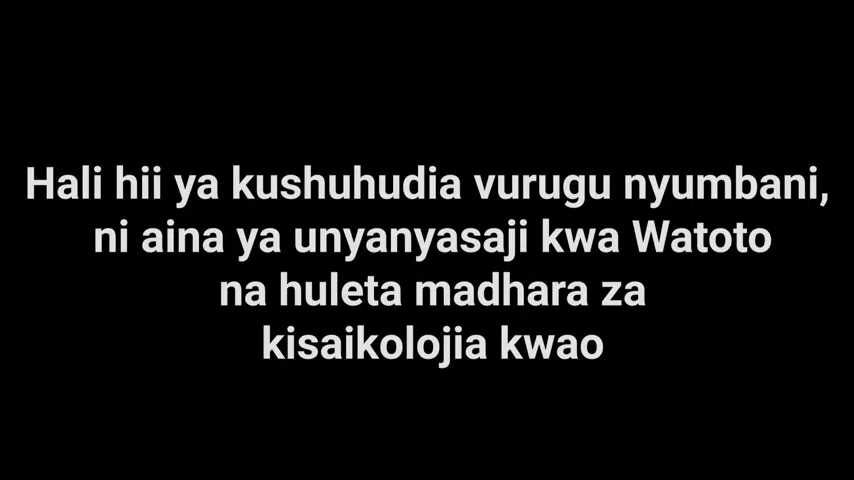 Hali hii ya kushuhudia vurugu nyumbani,
ni aina ya unyanyasaji kwa Watoto
na huleta madhara za
kisaikolojia kwao